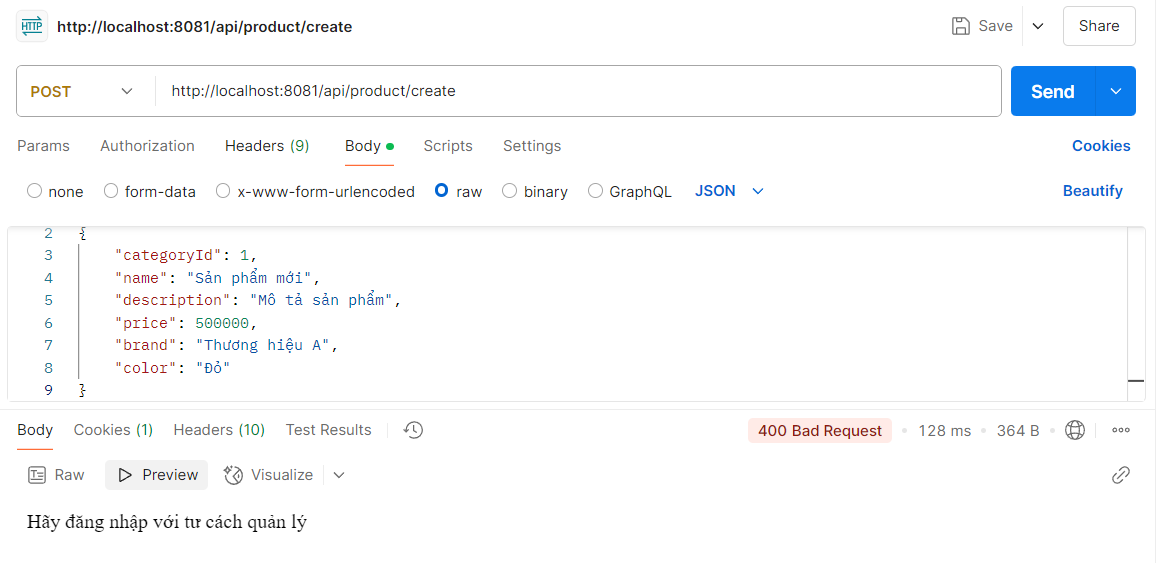 HTTP http://localhost:8081/api/product/create Save Share
POST http://localhost:8081/api/product/create Send
Params Authorization Headers (9) Body Scripts Settings Cookies
none form-data x-www-form-urlencoded raw binary GraphQL JSON Beautify
2 {
3 "categoryId": 1,
4 "name": "Sản phẩm mới",
5 "description": "Mô tả sản phẩm",
6 "price": 500000,
7 "brand": "Thương hiệu A",
8 "color": "Đỏ"
9 }
Body Cookies (1) Headers (10) Test Results 400 Bad Request 128 ms 364 B
Raw Preview Visualize
Hãy đăng nhập với tư cách quản lý